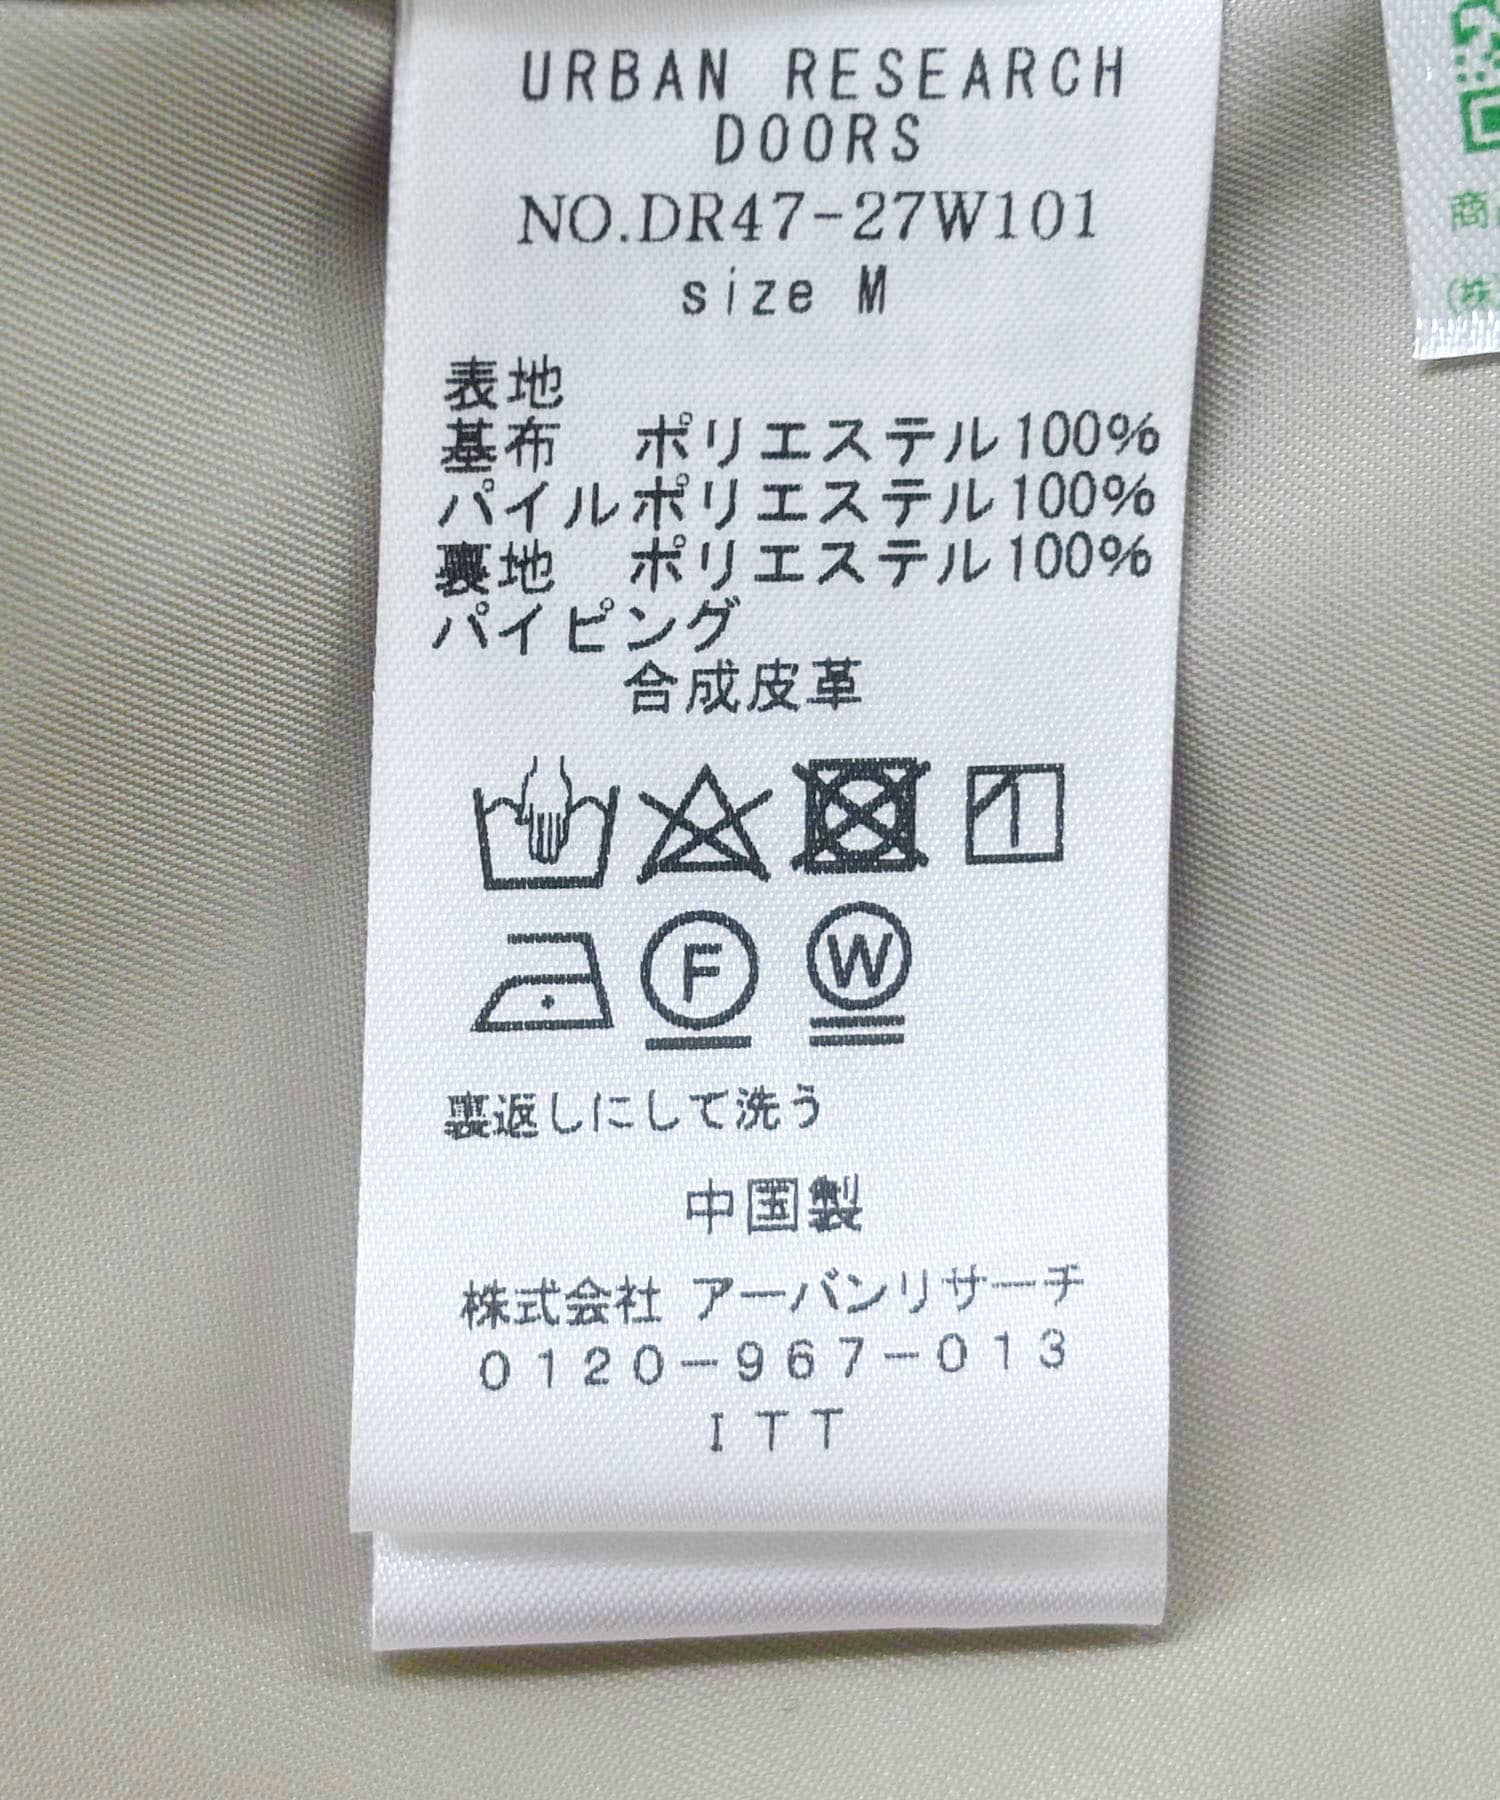 URBAN RESEARCH
DOORS
NO.DR47-27W101
size M
表地
基布　ポリエステル100%
パイルポリエステル100%
裏地　ポリエステル100%
パイピング
合成皮革
F W
裏返しにして洗う
中国製
株式会社 アーバンリサーチ
0120-967-013
ITT
商
(株